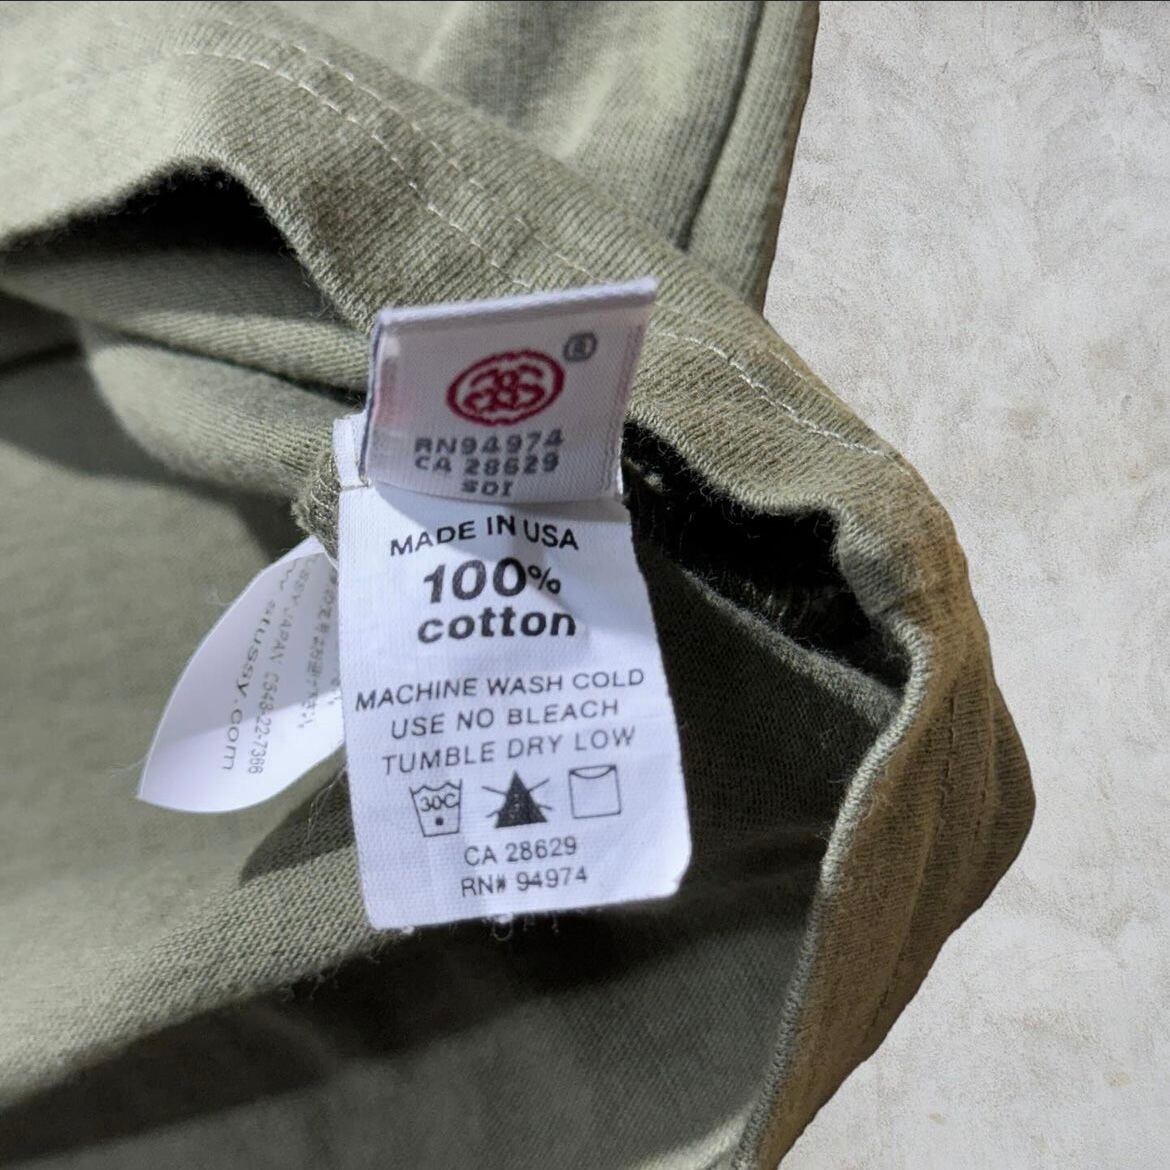 ®
RN94974
CA 28629
SDI
MADE IN USA
100%
cotton
MACHINE WASH COLD
USE NO BLEACH
TUMBLE DRY LOW
30C
CA 28629
RN# 94974
JAPAN
stussy.com